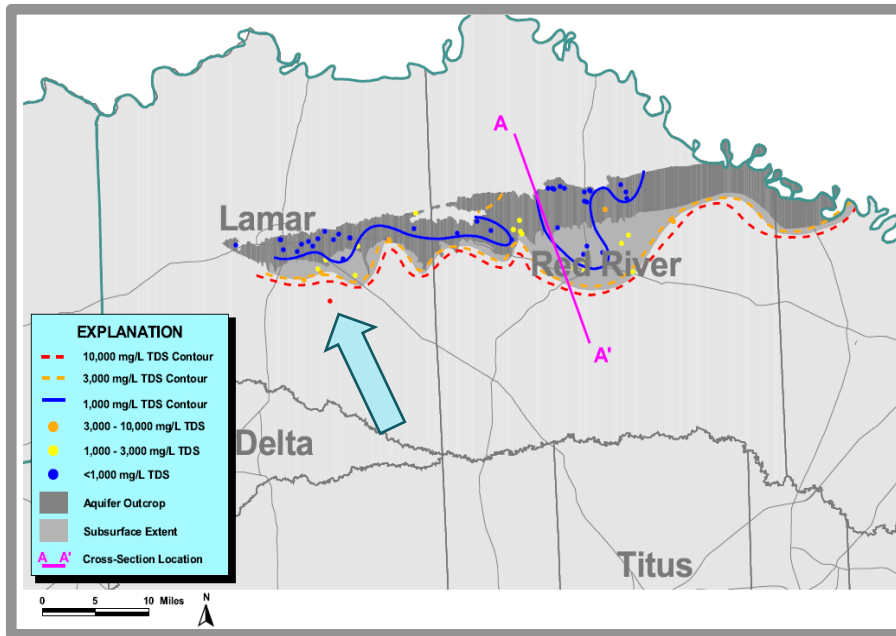 A
Lamar
Red River
A'
EXPLANATION
10,000 mg/L TDS Contour
3,000 mg/L TDS Contour
1,000 mg/L TDS Contour
3,000 - 10,000 mg/L TDS
1,000 - 3,000 mg/L TDS
<1,000 mg/L TDS
Aquifer Outcrop
Subsurface Extent
A A' Cross-Section Location
Delta
Titus
0 5 10 Miles
N